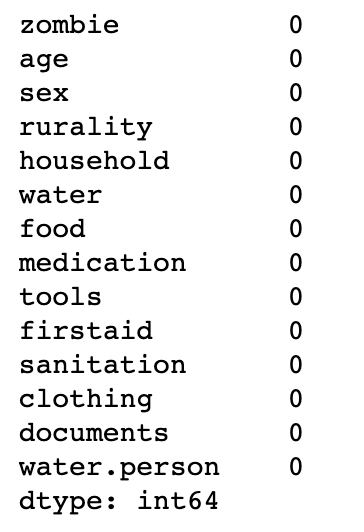 zombie 0
age 0
sex 0
rurality 0
household 0
water 0
food 0
medication 0
tools 0
firstaid 0
sanitation 0
clothing 0
documents 0
water.person 0
dtype: int64